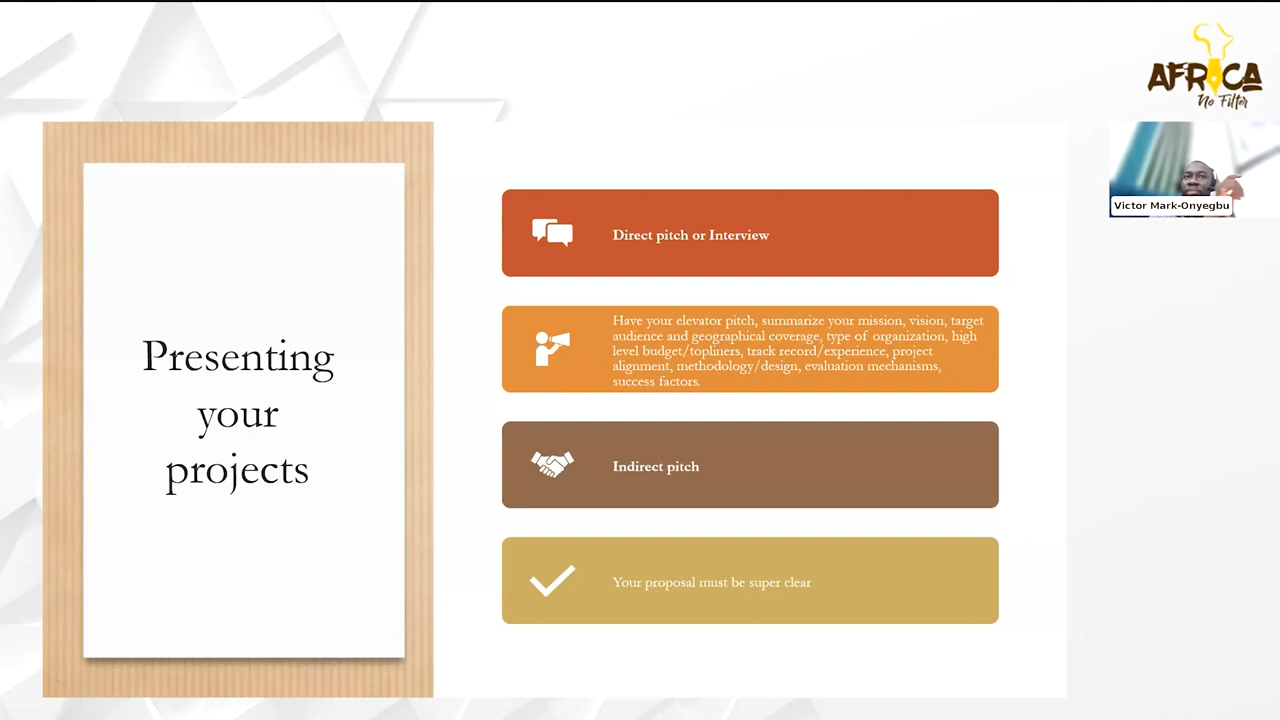 AFRICA
No Filter
Victor Mark-Onyegbu
Presenting
your
projects
Direct pitch or Interview
Have your elevator pitch, summarize your mission, vision, target
audience and geographical coverage, type of organization, high
level budget/topliners, track record/experience, project
alignment, methodology/design, evaluation mechanisms,
success factors.
Indirect pitch
Your proposal must be super clear